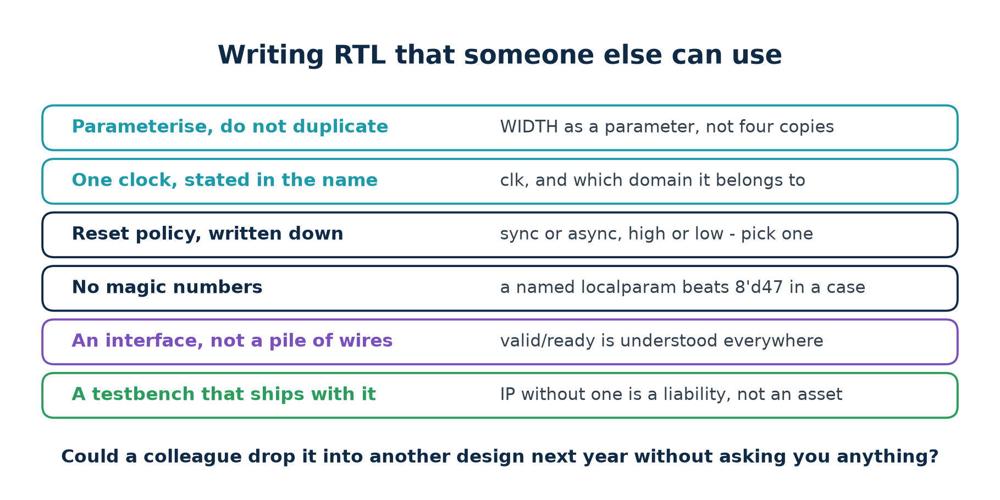 Writing RTL that someone else can use
Parameterise, do not duplicate WIDTH as a parameter, not four copies
One clock, stated in the name clk, and which domain it belongs to
Reset policy, written down sync or async, high or low - pick one
No magic numbers a named localparam beats 8'd47 in a case
An interface, not a pile of wires valid/ready is understood everywhere
A testbench that ships with it IP without one is a liability, not an asset
Could a colleague drop it into another design next year without asking you anything?